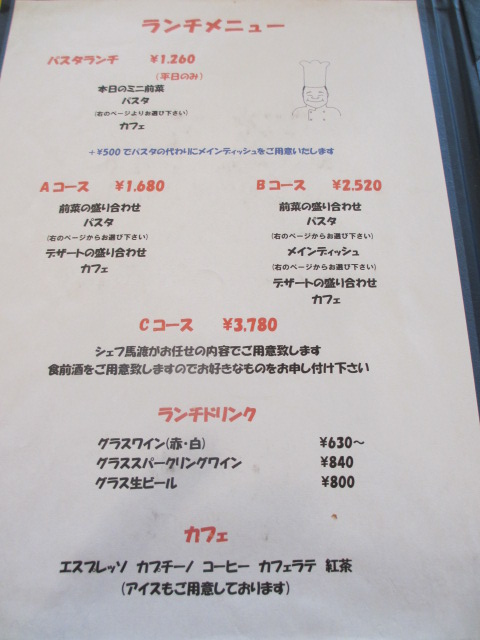 ランチメニュー
パスタランチ ¥1.260
(平日のみ)
本日のミニ前菜
パスタ
(右のページよりお選び下さい)
カフェ
+¥500でパスタの代わりにメインディッシュをご用意いたします
Aコース ¥1.680
前菜の盛り合わせ
パスタ
(右のページからお選び下さい)
デザートの盛り合わせ
カフェ
Bコース ¥2.520
前菜の盛り合わせ
パスタ
(右のページからお選び下さい)
メインディッシュ
(右のページからお選び下さい)
デザートの盛り合わせ
カフェ
Cコース ¥3.780
シェフ馬渡がお任せの内容でご用意致します
食前酒をご用意致しますのでお好きなものをお申し付け下さい
ランチドリンク
グラスワイン(赤・白) ¥630~
グラススパークリングワイン ¥840
グラス生ビール ¥800
カフェ
エスプレッソ カプチーノ コーヒー カフェラテ 紅茶
(アイスもご用意しております)